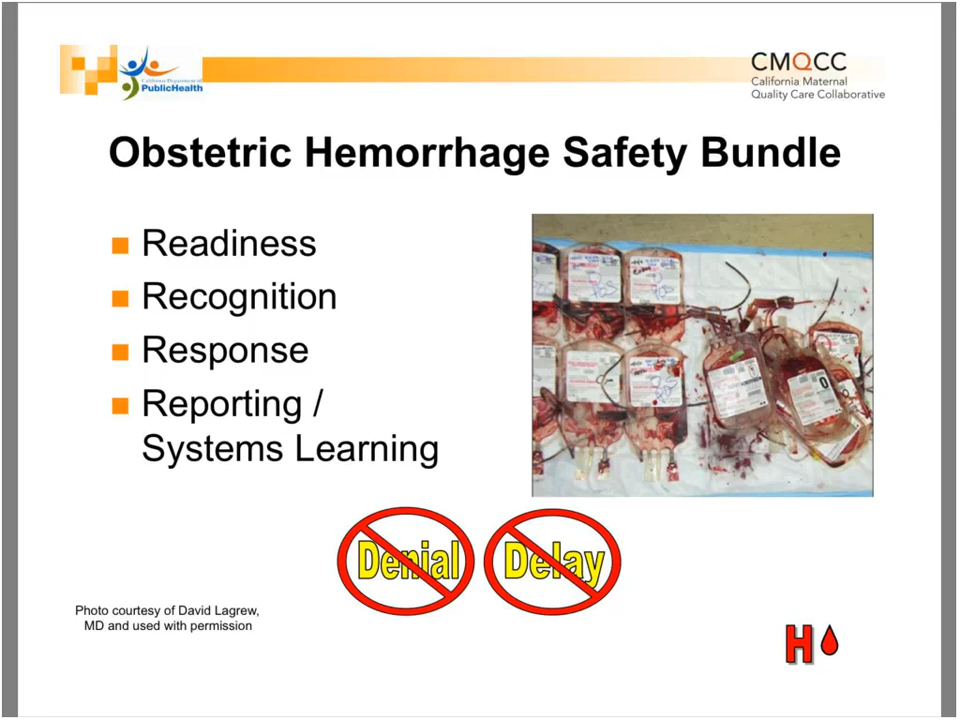 California Department of
PublicHealth
CMQCC
California Maternal
Quality Care Collaborative
Obstetric Hemorrhage Safety Bundle
Readiness
Recognition
Response
Reporting /
Systems Learning
Denial
Delay
Photo courtesy of David Lagrew,
MD and used with permission
H